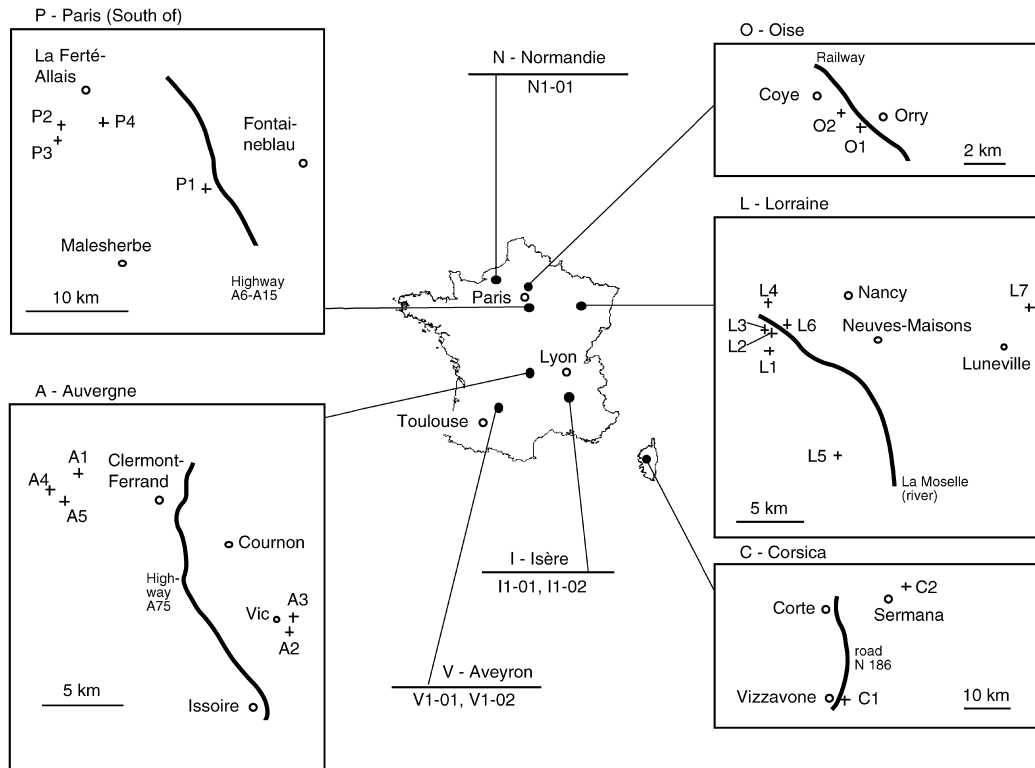 P - Paris (South of)
La Ferté-
Allais
P2
P4
P3
Fontai-
neblau
P1
Malesherbe
Highway
A6-A15
10 km
N - Normandie
N1-01
O - Oise
Railway
Coye
Orry
O2
O1
2 km
L - Lorraine
L4
Nancy
L7
L3
L6
Neuves-Maisons
L2
L1
Luneville
L5
La Moselle
(river)
5 km
Paris
Lyon
Toulouse
A - Auvergne
A1
Clermont-
Ferrand
A4
A5
Cournon
High-
way
A75
Vic
A3
A2
5 km
Issoire
I - Isère
I1-01, I1-02
V - Aveyron
V1-01, V1-02
C - Corsica
C2
Corte
Sermana
road
N 186
Vizzavone
C1
10 km